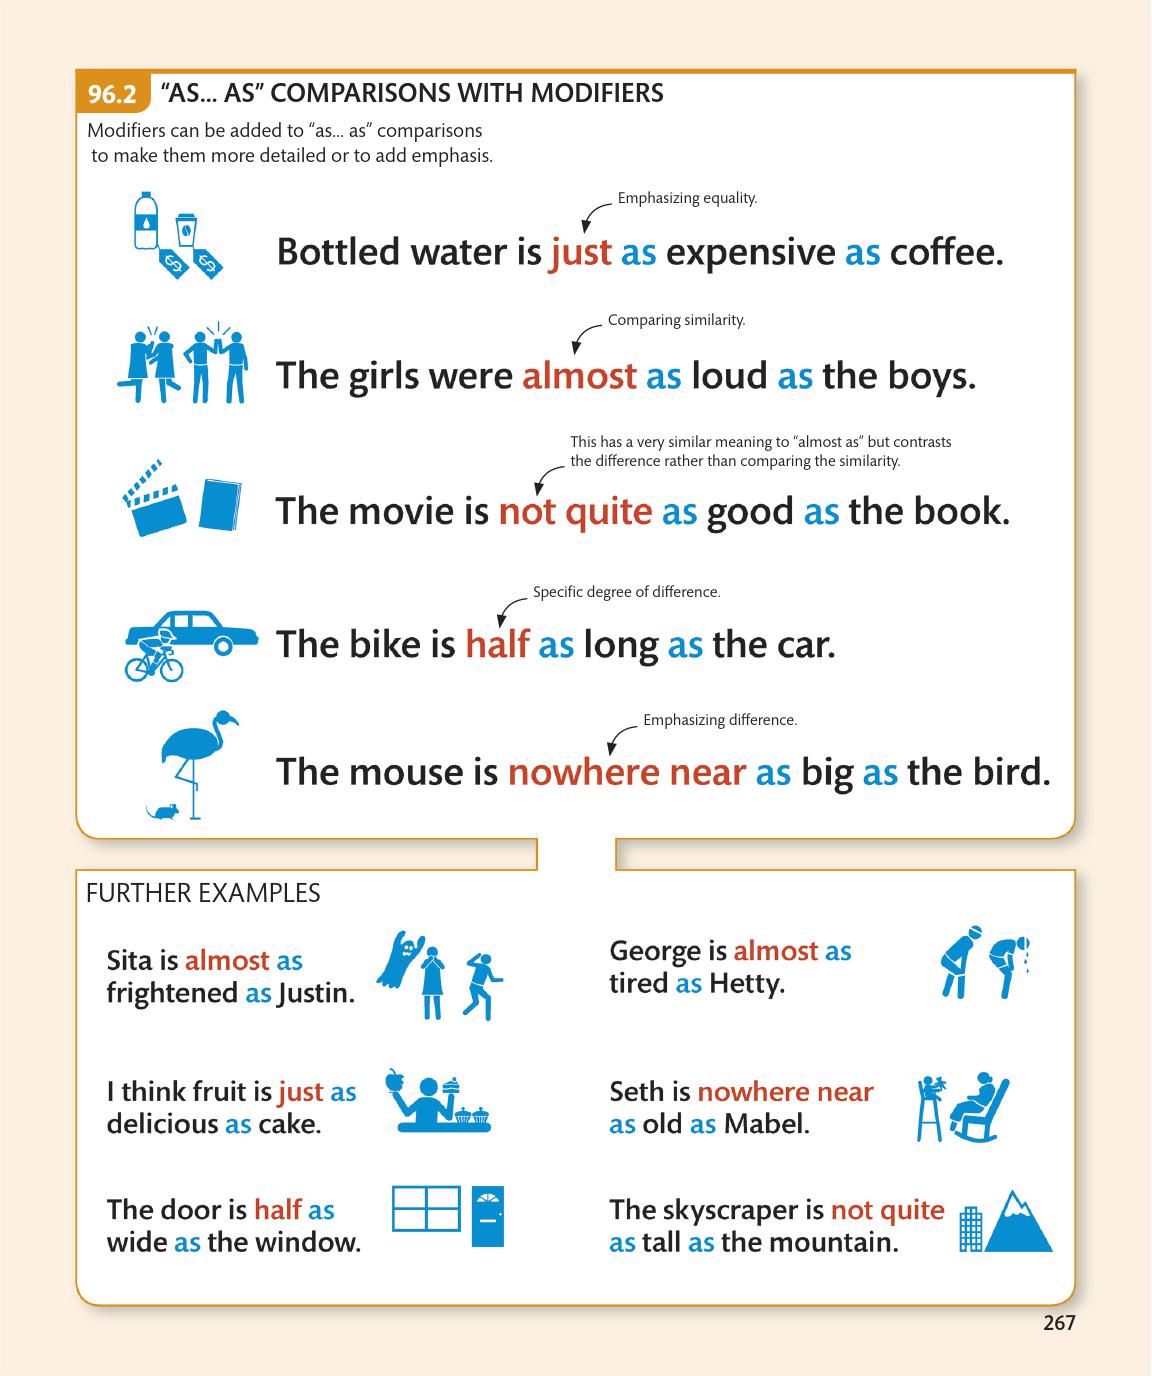 96.2 “AS... AS” COMPARISONS WITH MODIFIERS
Modifiers can be added to “as... as” comparisons
to make them more detailed or to add emphasis.
Emphasizing equality.
Bottled water is just as expensive as coffee.
Comparing similarity.
The girls were almost as loud as the boys.
This has a very similar meaning to “almost as” but contrasts
the difference rather than comparing the similarity.
The movie is not quite as good as the book.
Specific degree of difference.
The bike is half as long as the car.
Emphasizing difference.
The mouse is nowhere near as big as the bird.
FURTHER EXAMPLES
Sita is almost as
frightened as Justin.
George is almost as
tired as Hetty.
I think fruit is just as
delicious as cake.
Seth is nowhere near
as old as Mabel.
The door is half as
wide as the window.
The skyscraper is not quite
as tall as the mountain.
267